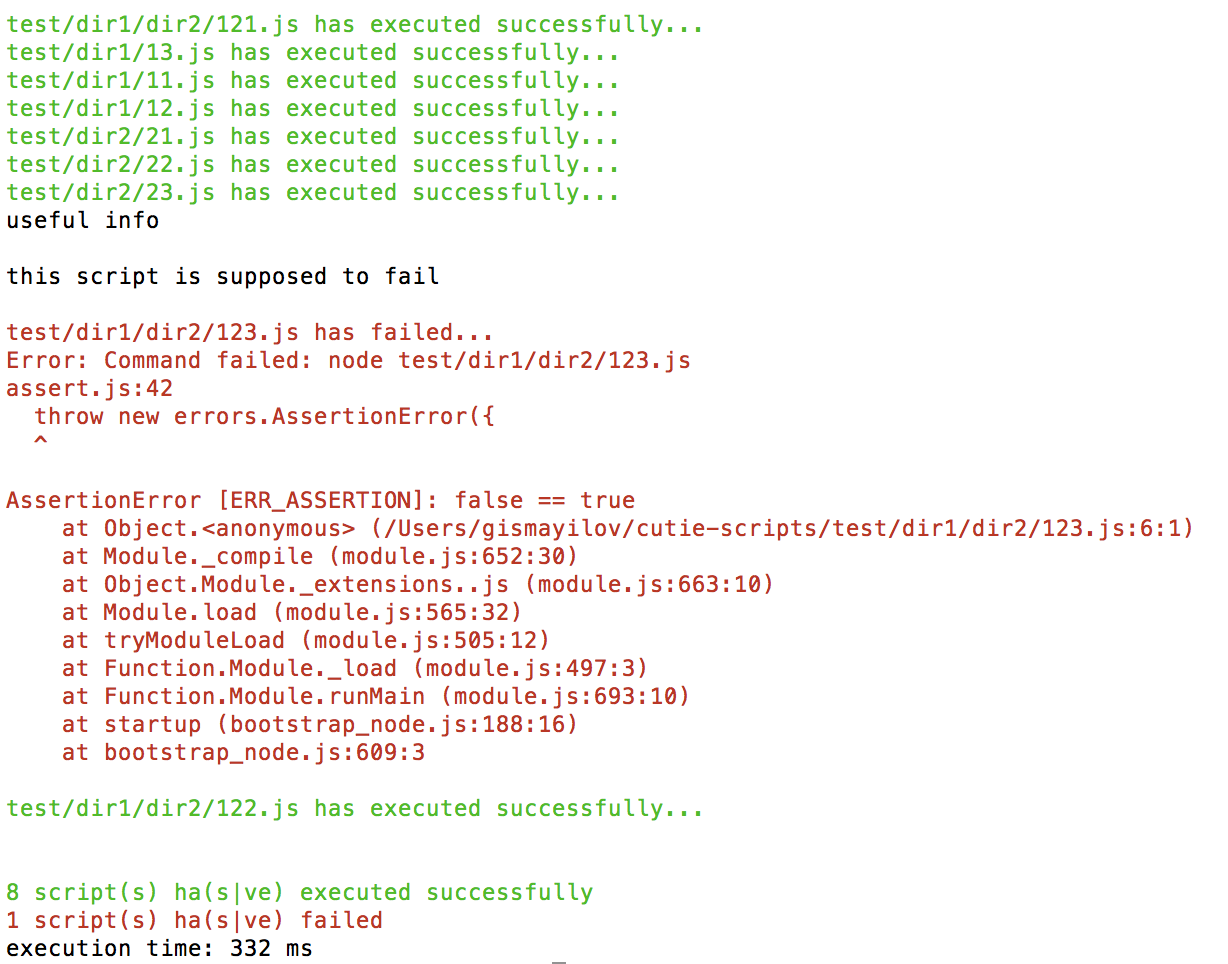 test/dir1/dir2/121.js has executed successfully...
test/dir1/13.js has executed successfully...
test/dir1/11.js has executed successfully...
test/dir1/12.js has executed successfully...
test/dir2/21.js has executed successfully...
test/dir2/22.js has executed successfully...
test/dir2/23.js has executed successfully...
useful info

this script is supposed to fail

test/dir1/dir2/123.js has failed...
Error: Command failed: node test/dir1/dir2/123.js
assert.js:42
  throw new errors.AssertionError({
  ^

AssertionError [ERR_ASSERTION]: false == true
    at Object.<anonymous> (/Users/gismayilov/cutie-scripts/test/dir1/dir2/123.js:6:1)
    at Module._compile (module.js:652:30)
    at Object.Module._extensions..js (module.js:663:10)
    at Module.load (module.js:565:32)
    at tryModuleLoad (module.js:505:12)
    at Function.Module._load (module.js:497:3)
    at Function.Module.runMain (module.js:693:10)
    at startup (bootstrap_node.js:188:16)
    at bootstrap_node.js:609:3

test/dir1/dir2/122.js has executed successfully...


8 script(s) ha(s|ve) executed successfully
1 script(s) ha(s|ve) failed
execution time: 332 ms